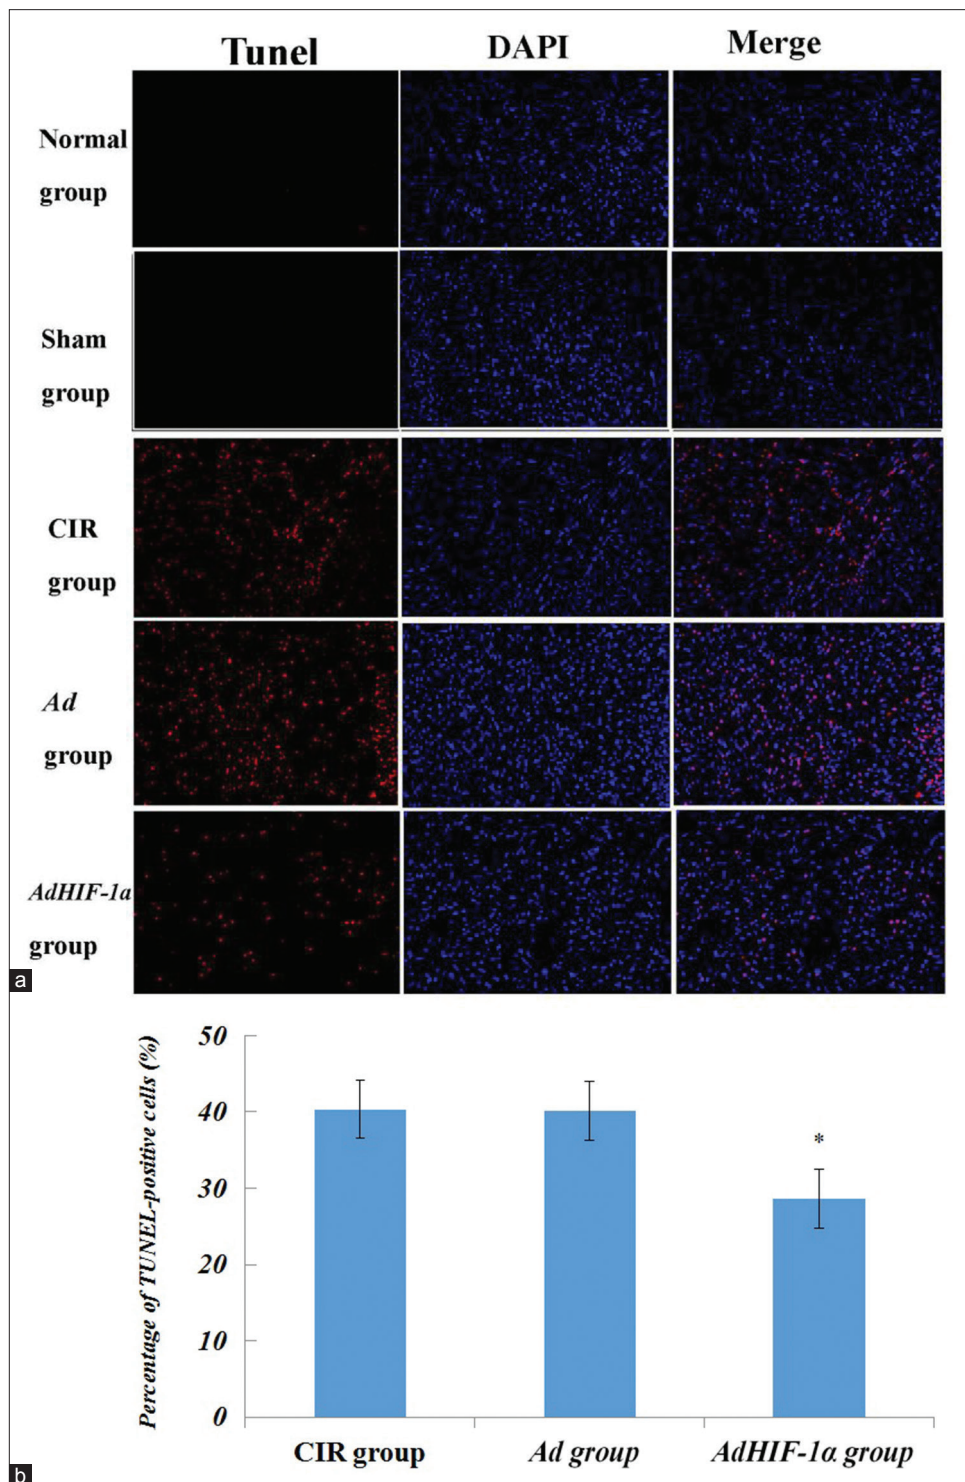 Tunel DAPI Merge
Normal
group
Sham
group
CIR
group
Ad
group
AdHIF-1α
group
a
Percentage of TUNEL-positive cells (%)
50
40
30
20
10
0
*
CIR group Ad group AdHIF-1α group
b